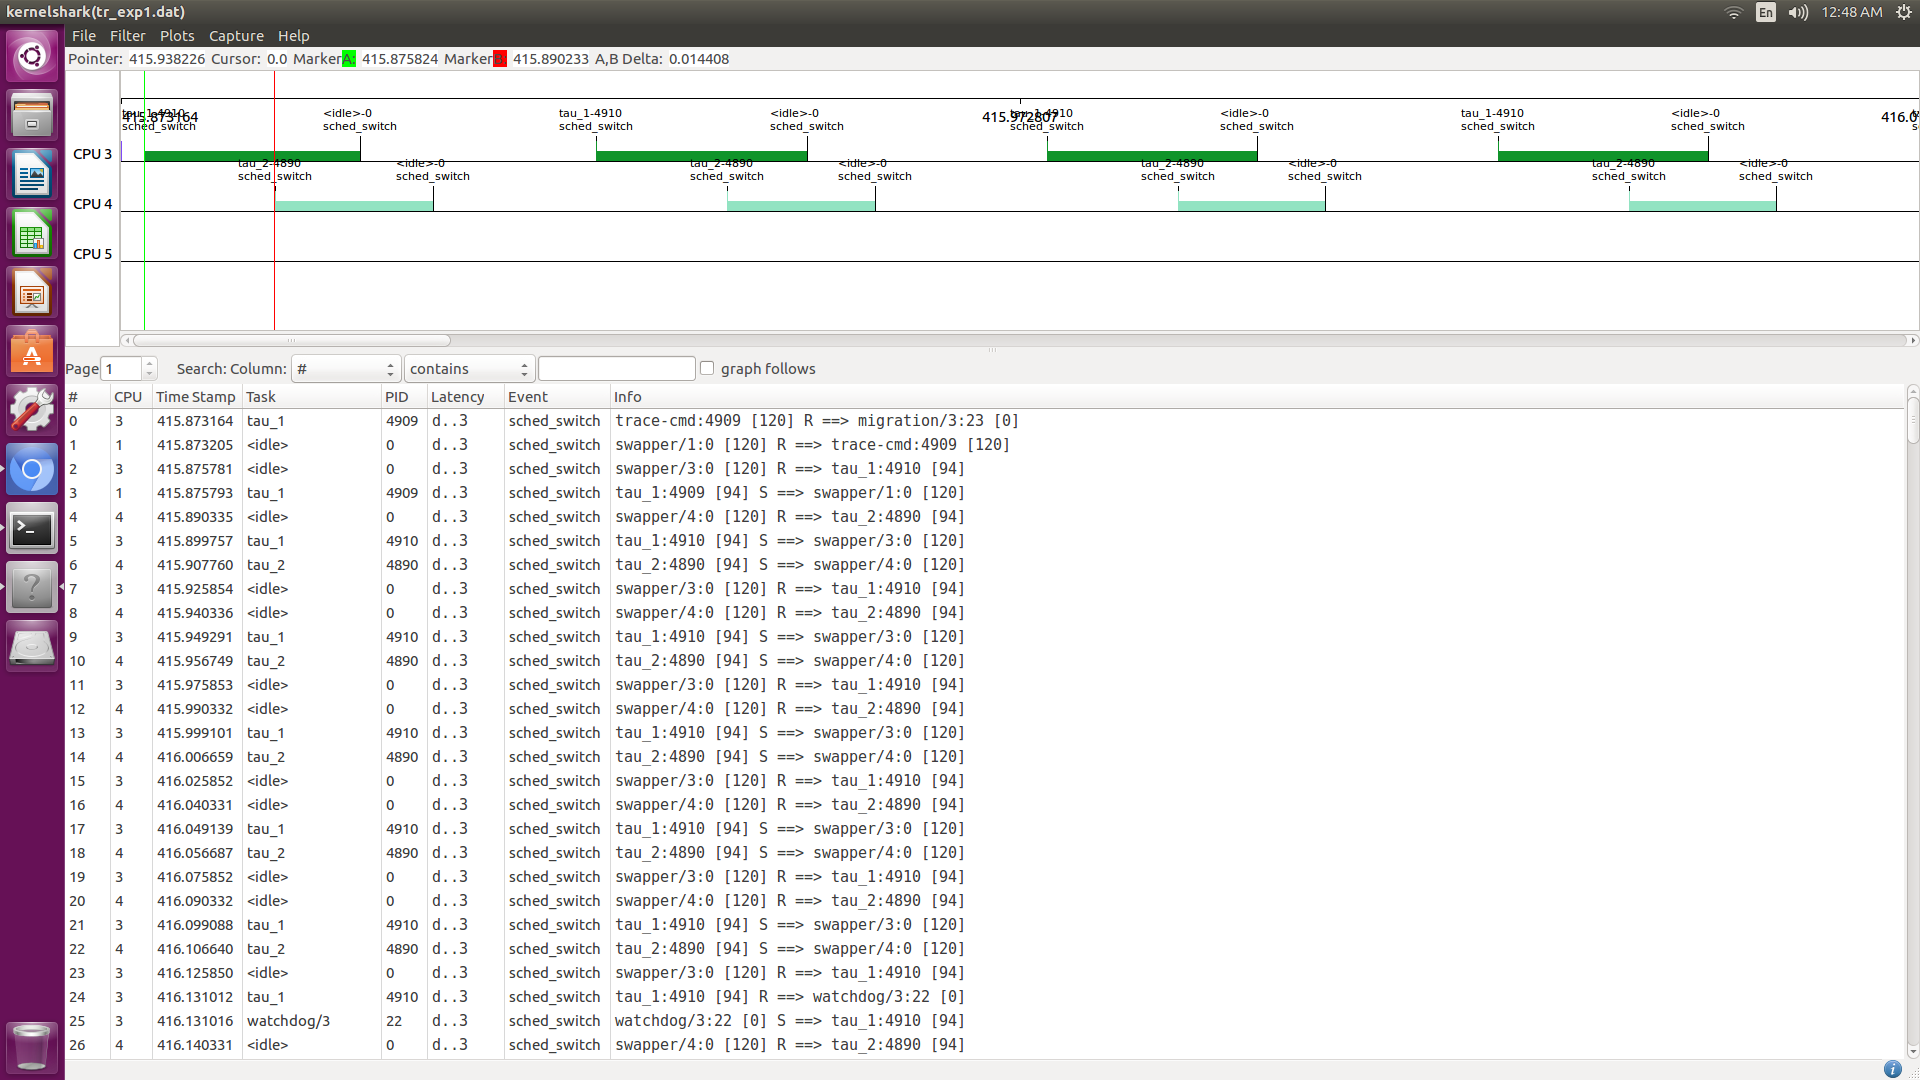 kernelshark(tr_exp1.dat)
En
12:48 AM
File Filter Plots Capture Help
Pointer: 415.938226 Cursor: 0.0 MarkerA: 415.875824 Marker 415.890233 A,B Delta: 0.014408
tau_1-4910 <idle>-0 tau_1-4910 <idle>-0 tau_1-4910 <idle>-0 tau_1-4910 <idle>-0
415.873164 415.972807 416.0
sched_switch sched_switch sched_switch sched_switch sched_switch sched_switch sched_switch sched_switch
CPU 3
tau_2-4890 <idle>-0 tau_2-4890 <idle>-0 tau_2-4890 <idle>-0 tau_2-4890 <idle>-0
sched_switch sched_switch sched_switch sched_switch sched_switch sched_switch sched_switch sched_switch
CPU 4
CPU 5
Page 1 Search: Column: # contains graph follows
# CPU Time Stamp Task PID Latency Event Info
0 3 415.873164 tau_1 4909 d..3 sched_switch trace-cmd:4909 [120] R ==> migration/3:23 [0]
1 1 415.873205 <idle> 0 d..3 sched_switch swapper/1:0 [120] R ==> trace-cmd:4909 [120]
2 3 415.875781 <idle> 0 d..3 sched_switch swapper/3:0 [120] R ==> tau_1:4910 [94]
3 1 415.875793 tau_1 4909 d..3 sched_switch tau_1:4909 [94] S ==> swapper/1:0 [120]
4 4 415.890335 <idle> 0 d..3 sched_switch swapper/4:0 [120] R ==> tau_2:4890 [94]
5 3 415.899757 tau_1 4910 d..3 sched_switch tau_1:4910 [94] S ==> swapper/3:0 [120]
6 4 415.907760 tau_2 4890 d..3 sched_switch tau_2:4890 [94] S ==> swapper/4:0 [120]
7 3 415.925854 <idle> 0 d..3 sched_switch swapper/3:0 [120] R ==> tau_1:4910 [94]
8 4 415.940336 <idle> 0 d..3 sched_switch swapper/4:0 [120] R ==> tau_2:4890 [94]
9 3 415.949291 tau_1 4910 d..3 sched_switch tau_1:4910 [94] S ==> swapper/3:0 [120]
10 4 415.956749 tau_2 4890 d..3 sched_switch tau_2:4890 [94] S ==> swapper/4:0 [120]
11 3 415.975853 <idle> 0 d..3 sched_switch swapper/3:0 [120] R ==> tau_1:4910 [94]
12 4 415.990332 <idle> 0 d..3 sched_switch swapper/4:0 [120] R ==> tau_2:4890 [94]
13 3 415.999101 tau_1 4910 d..3 sched_switch tau_1:4910 [94] S ==> swapper/3:0 [120]
14 4 416.006659 tau_2 4890 d..3 sched_switch tau_2:4890 [94] S ==> swapper/4:0 [120]
15 3 416.025852 <idle> 0 d..3 sched_switch swapper/3:0 [120] R ==> tau_1:4910 [94]
16 4 416.040331 <idle> 0 d..3 sched_switch swapper/4:0 [120] R ==> tau_2:4890 [94]
17 3 416.049139 tau_1 4910 d..3 sched_switch tau_1:4910 [94] S ==> swapper/3:0 [120]
18 4 416.056687 tau_2 4890 d..3 sched_switch tau_2:4890 [94] S ==> swapper/4:0 [120]
19 3 416.075852 <idle> 0 d..3 sched_switch swapper/3:0 [120] R ==> tau_1:4910 [94]
20 4 416.090332 <idle> 0 d..3 sched_switch swapper/4:0 [120] R ==> tau_2:4890 [94]
21 3 416.099088 tau_1 4910 d..3 sched_switch tau_1:4910 [94] S ==> swapper/3:0 [120]
22 4 416.106640 tau_2 4890 d..3 sched_switch tau_2:4890 [94] S ==> swapper/4:0 [120]
23 3 416.125850 <idle> 0 d..3 sched_switch swapper/3:0 [120] R ==> tau_1:4910 [94]
24 3 416.131012 tau_1 4910 d..3 sched_switch tau_1:4910 [94] R ==> watchdog/3:22 [0]
25 3 416.131016 watchdog/3 22 d..3 sched_switch watchdog/3:22 [0] S ==> tau_1:4910 [94]
26 4 416.140331 <idle> 0 d..3 sched_switch swapper/4:0 [120] R ==> tau_2:4890 [94]